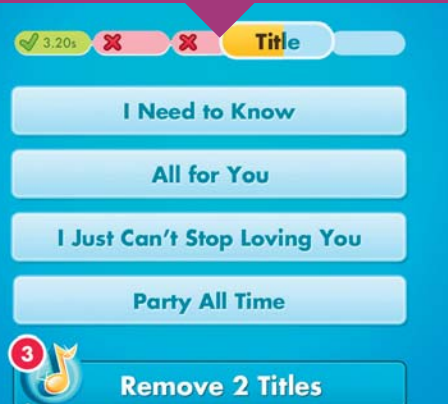 3.20s Title
I Need to Know
All for You
I Just Can't Stop Loving You
Party All Time
3
Remove 2 Titles